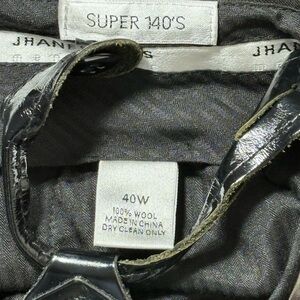 SUPER 140'S
40W
100% WOOL
MADE IN CHINA
DRY CLEAN ONLY